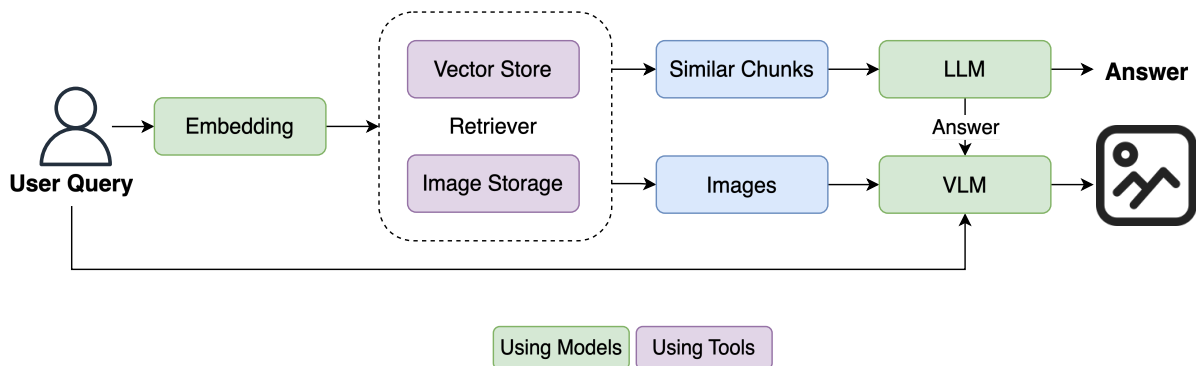 Vector Store
Similar Chunks
LLM
Answer
Embedding
Retriever
Answer
User Query
Image Storage
Images
VLM
Using Models
Using Tools